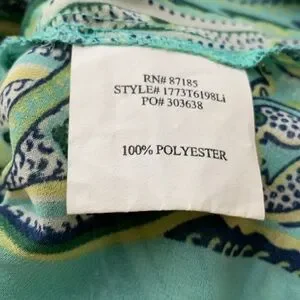 RN# 87185
STYLE# 1773T6198Li
PO# 303638
100% POLYESTER